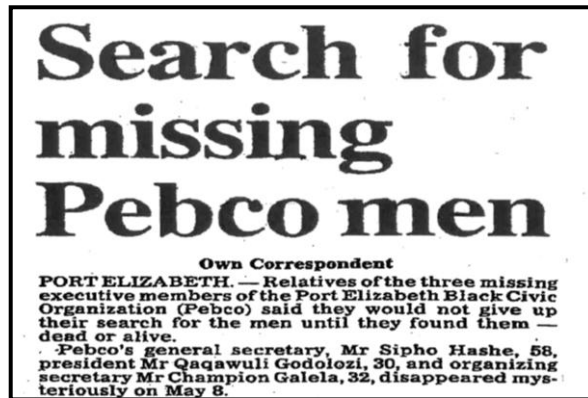 Search for
missing
Pebco men
Own Correspondent
PORT ELIZABETH. — Relatives of the three missing
executive members of the Port Elizabeth Black Civic
Organization (Pebco) said they would not give up
their search for the men until they found them —
dead or alive.
Pebco's general secretary, Mr Sipho Hashe, 58,
president Mr Qaqawuli Godolozi, 30, and organizing
secretary Mr Champion Galela, 32, disappeared mys-
teriously on May 8.